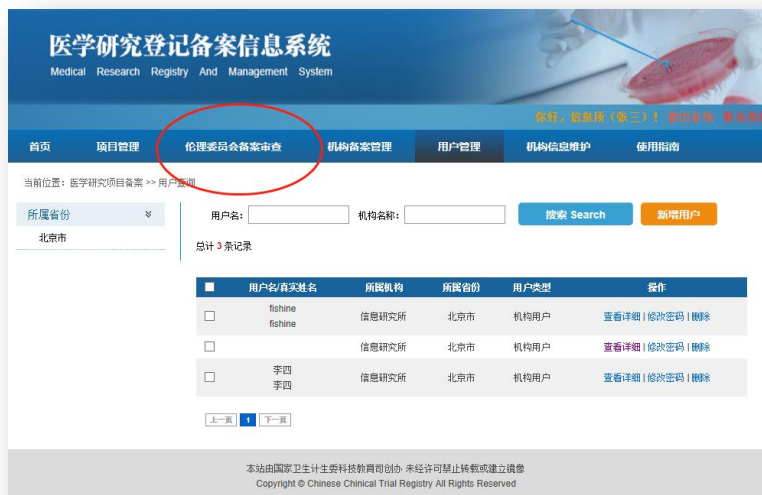 医学研究登记备案信息系统
Medical Research Registry And Management System
你好，信息所（张三）！ 退出系统
首页 项目管理 伦理委员会备案审查 机构备案管理 用户管理 机构信息维护 使用指南
当前位置：医学研究项目备案 >> 用户查询
所属省份
北京市
用户名： 机构名称： 搜索 Search 新增用户
总计 3 条记录
用户名/真实姓名 所属机构 所属省份 用户类型 操作
fishine
fishine
信息研究所 北京市 机构用户 查看详细 | 修改密码 | 删除
信息研究所 北京市 机构用户 查看详细 | 修改密码 | 删除
李四
李四
信息研究所 北京市 机构用户 查看详细 | 修改密码 | 删除
上一页 1 下一页
本站由国家卫生计生委科技教育司创办 未经许可禁止转载或建立镜像
Copyright © Chinese Chinical Trial Registry All Rights Reserved